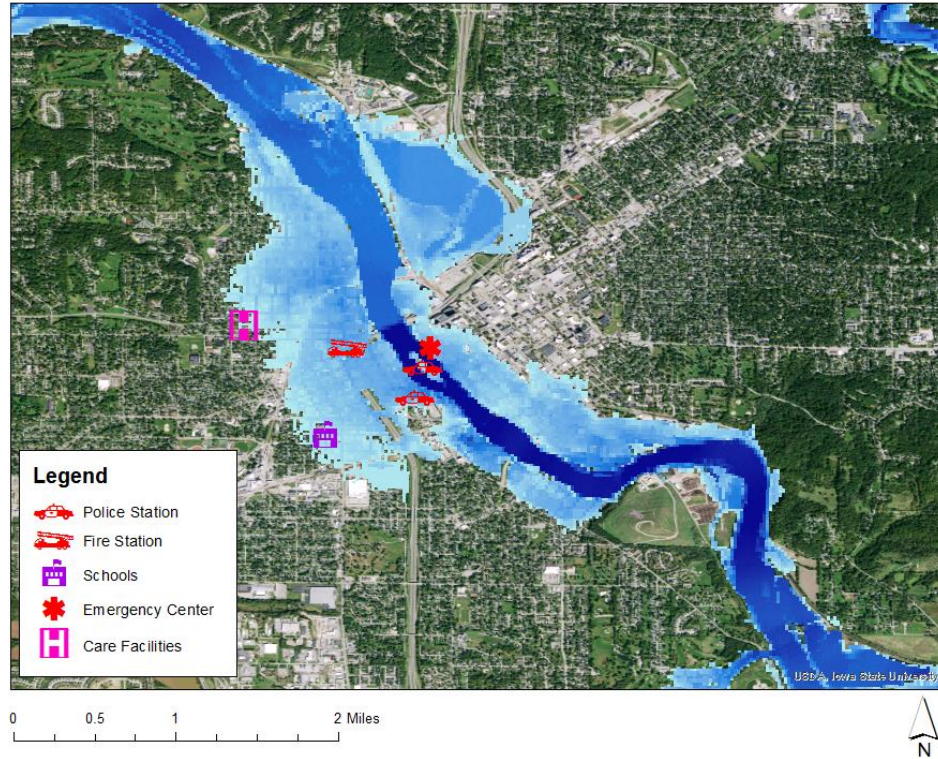 Legend
Police Station
Fire Station
Schools
Emergency Center
Care Facilities
USDA, Iowa State University
0 0.5 1 2 Miles
N